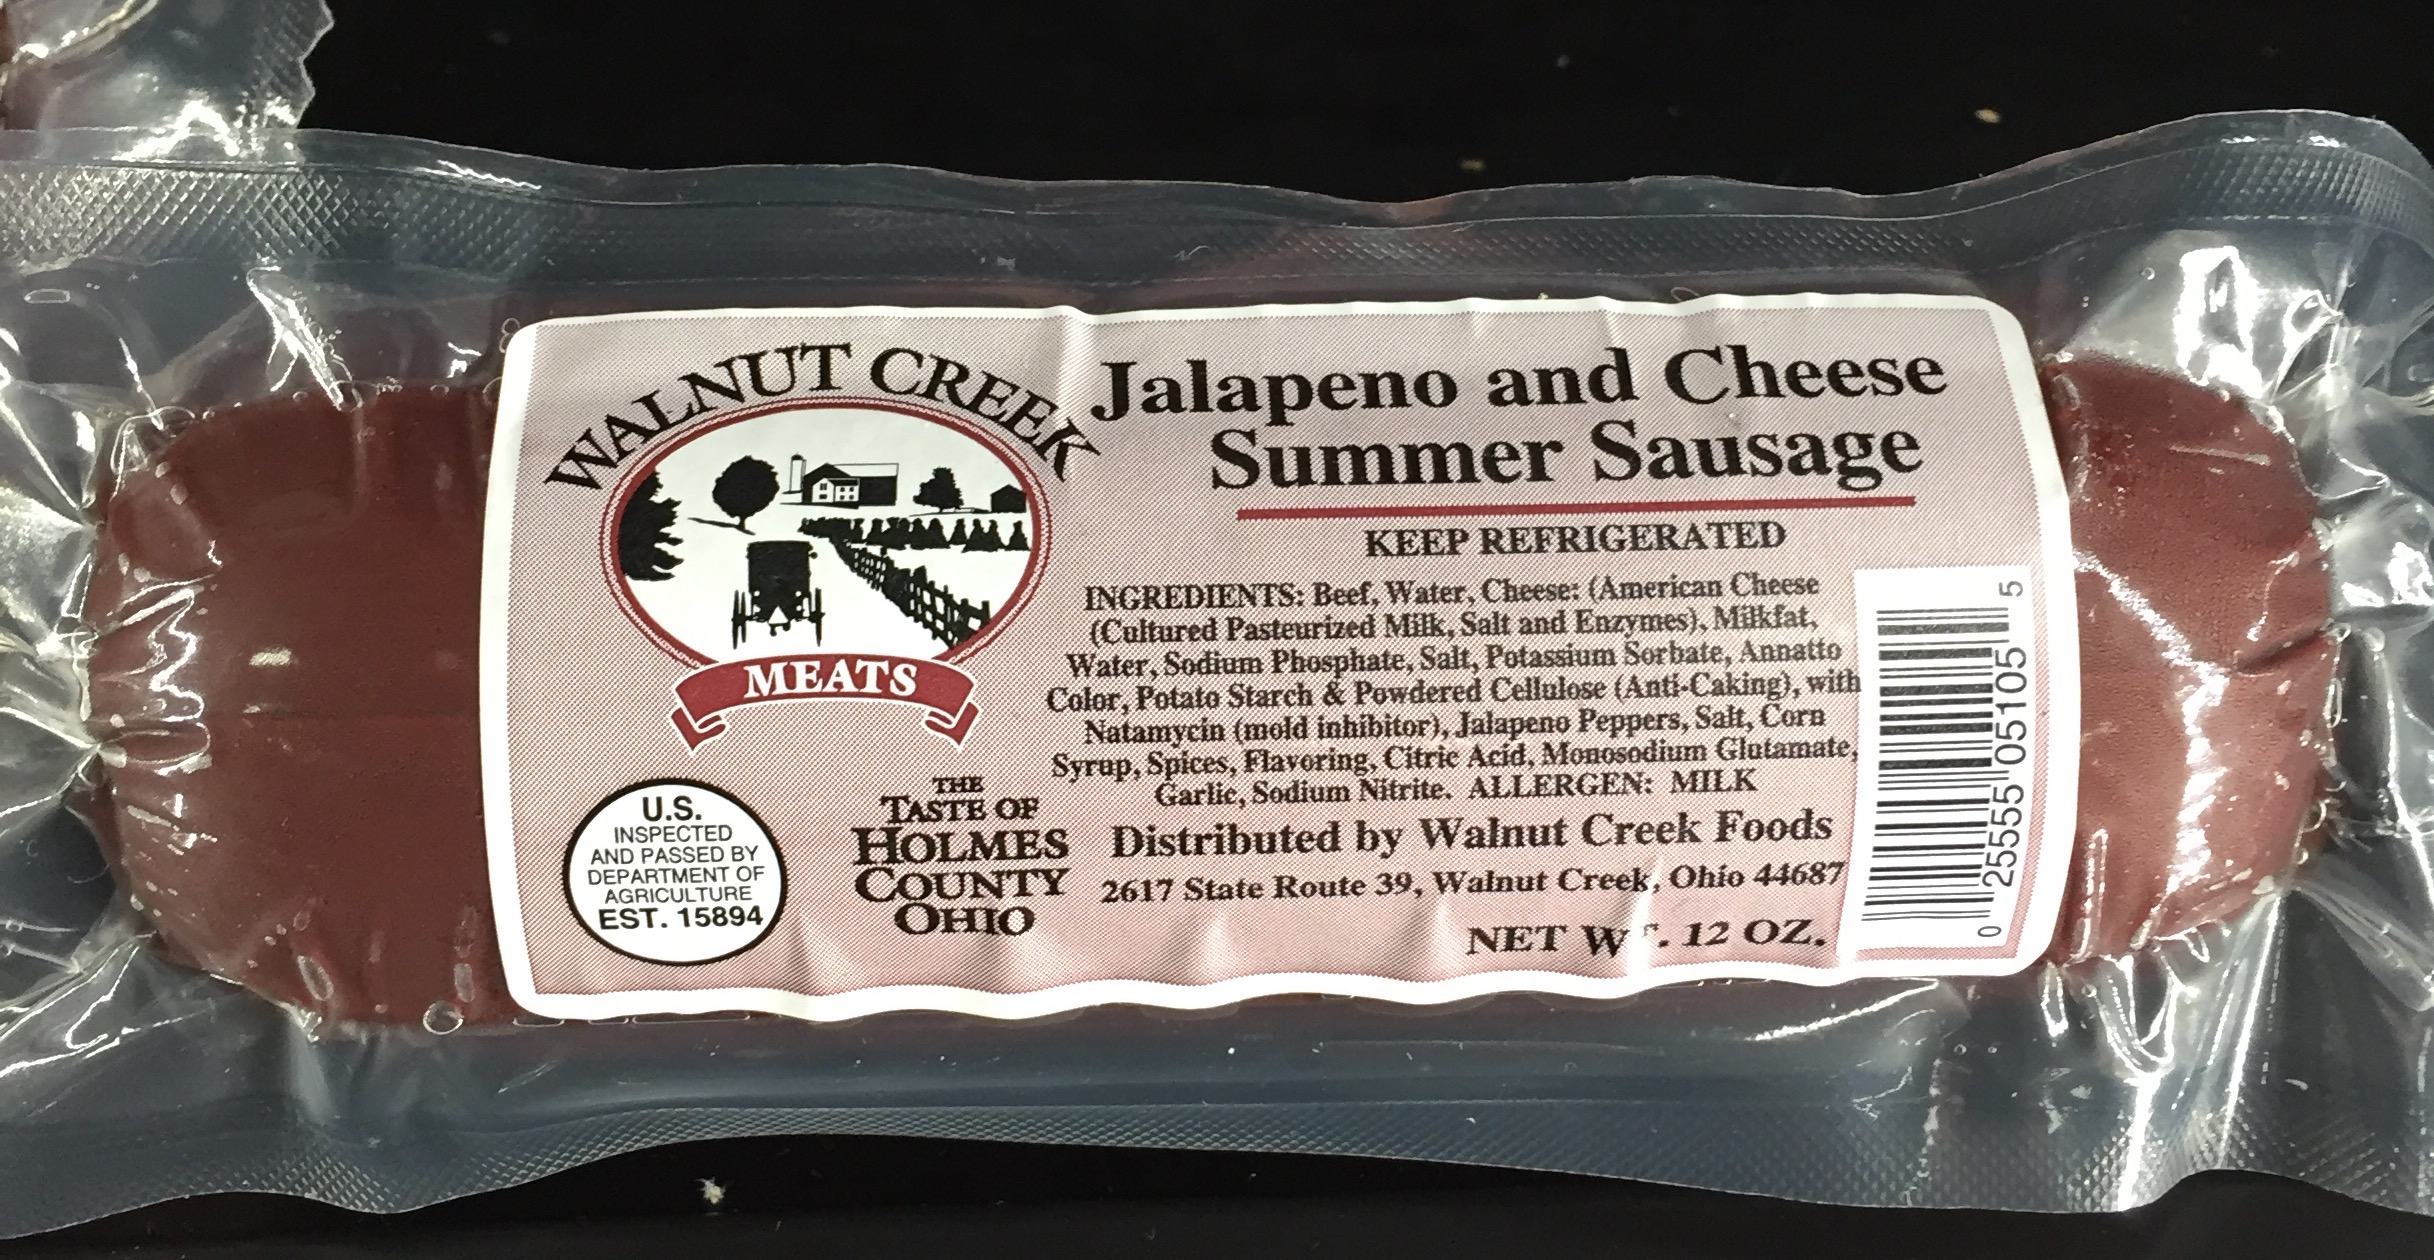 WALNUT CREEK
MEATS
Jalapeno and Cheese
Summer Sausage
KEEP REFRIGERATED
INGREDIENTS: Beef, Water, Cheese: (American Cheese
(Cultured Pasteurized Milk, Salt and Enzymes), Milkfat,
Water, Sodium Phosphate, Salt, Potassium Sorbate, Annatto
Color, Potato Starch & Powdered Cellulose (Anti-Caking), with
Natamycin (mold inhibitor), Jalapeno Peppers, Salt, Corn
Syrup, Spices, Flavoring, Citric Acid, Monosodium Glutamate,
Garlic, Sodium Nitrite. ALLERGEN: MILK
Distributed by Walnut Creek Foods
2617 State Route 39, Walnut Creek, Ohio 44687
NET WT. 12 OZ.
U.S.
INSPECTED
AND PASSED BY
DEPARTMENT OF
AGRICULTURE
EST. 15894
THE
TASTE OF
HOLMES
COUNTY
OHIO
0 25555 05105 5